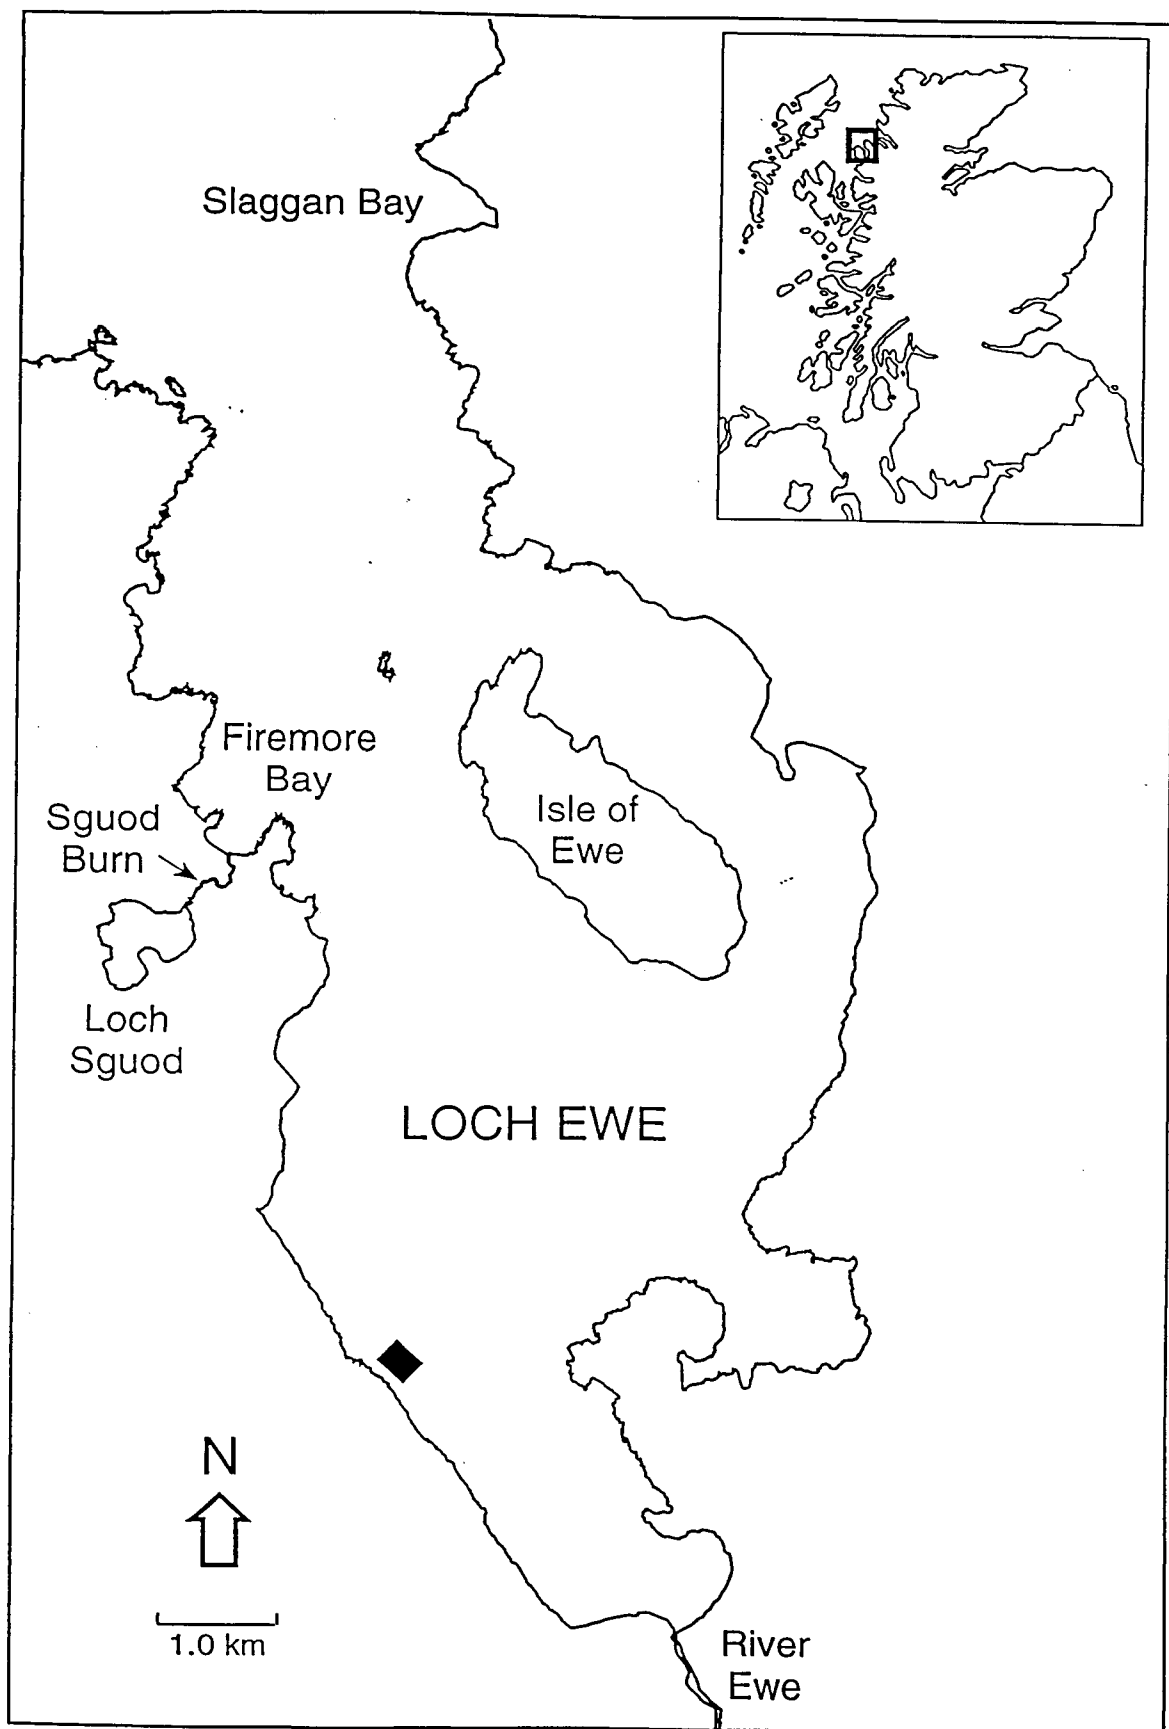 Slaggan Bay
Firemore
Bay
Sguod
Burn
Isle of
Ewe
Loch
Sguod
LOCH EWE
N
1.0 km
River
Ewe